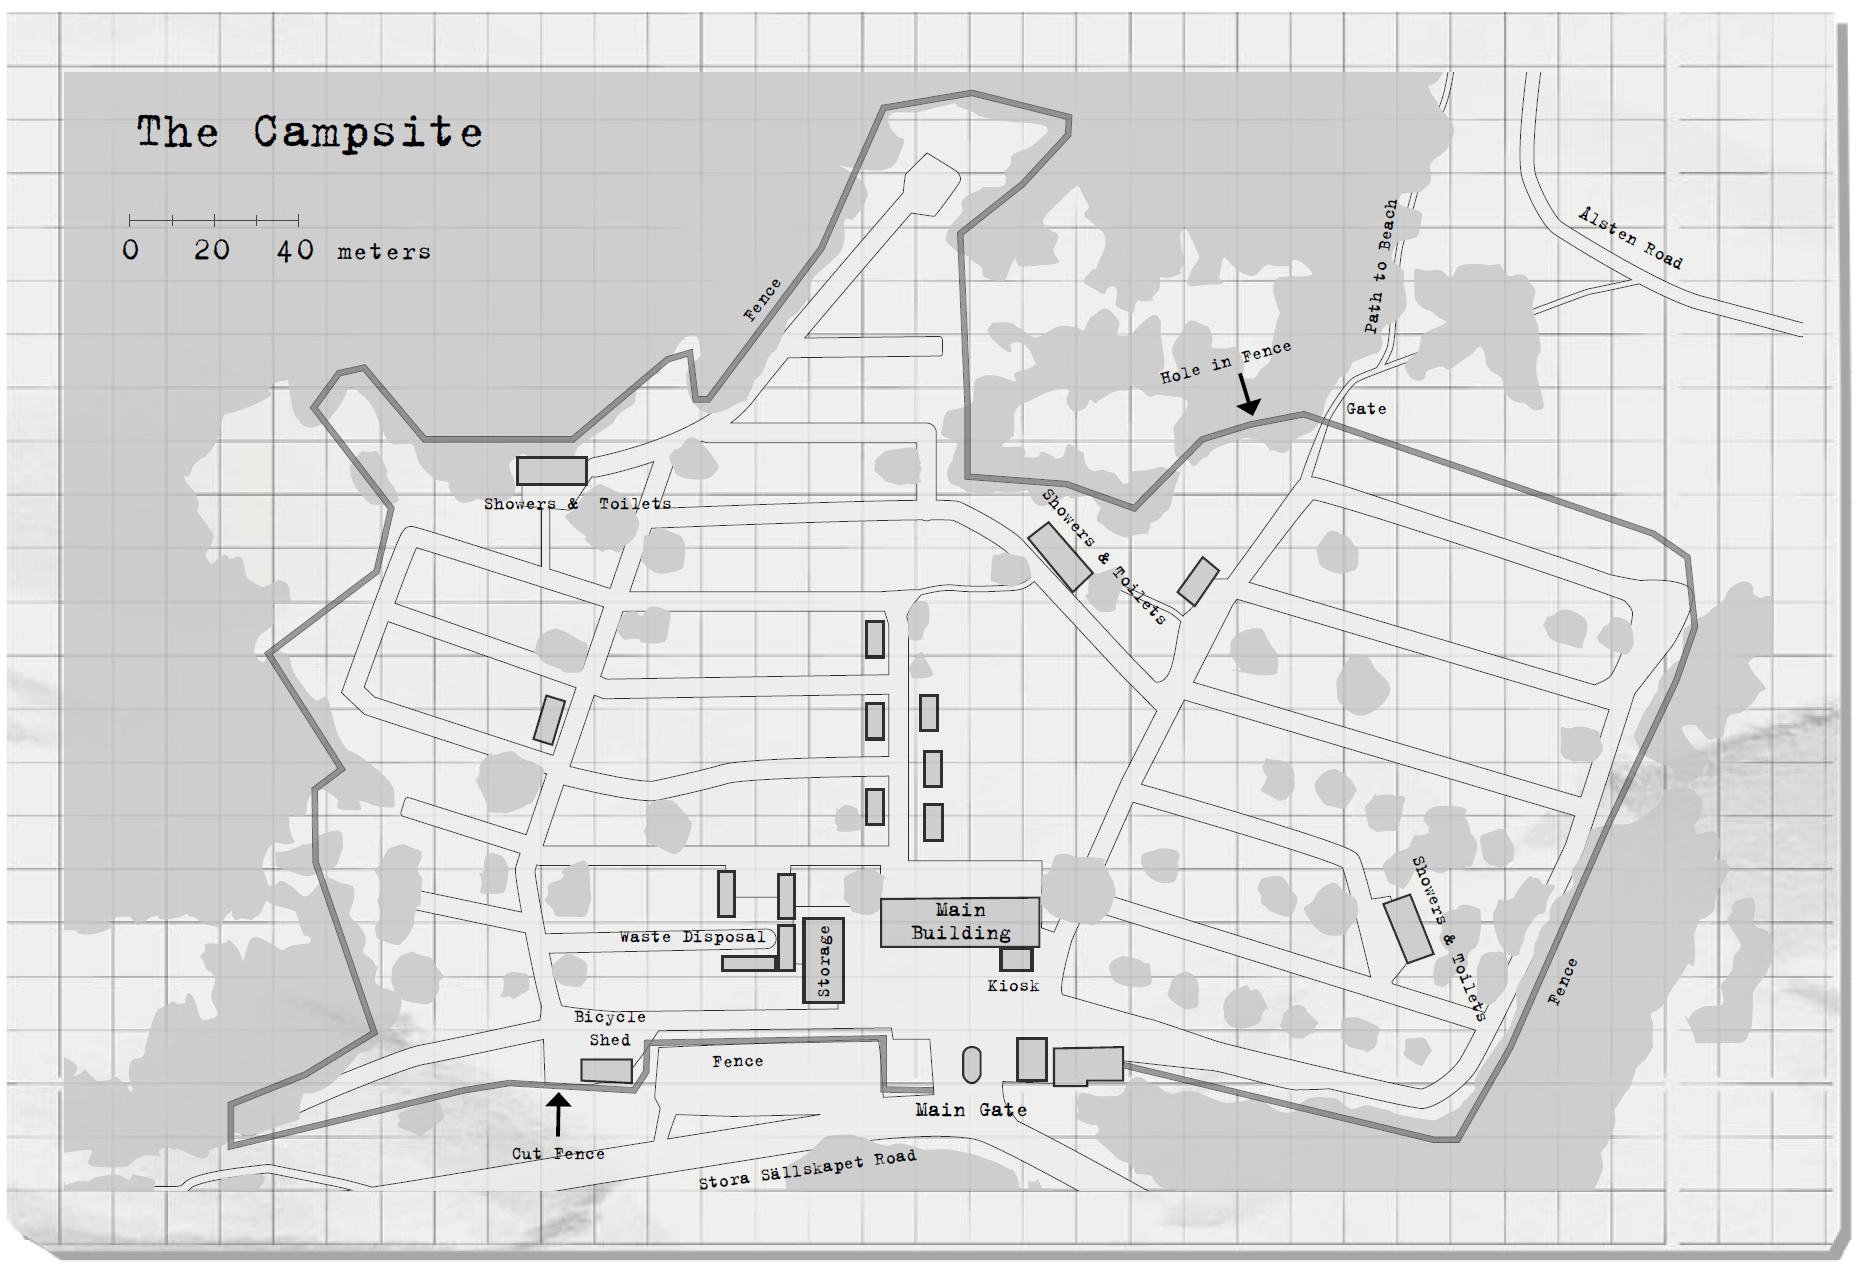 The Campsite
0 20 40 meters
Ålsten Road
Path to Beach
Fence
Hole in Fence
Gate
Showers & Toilets
Showers & Toilets
Showers & Toilets
Main
Building
Waste Disposal
Storage
Kiosk
Fence
Bicycle
Shed
Fence
Main Gate
Cut Fence
Stora Sällskapet Road